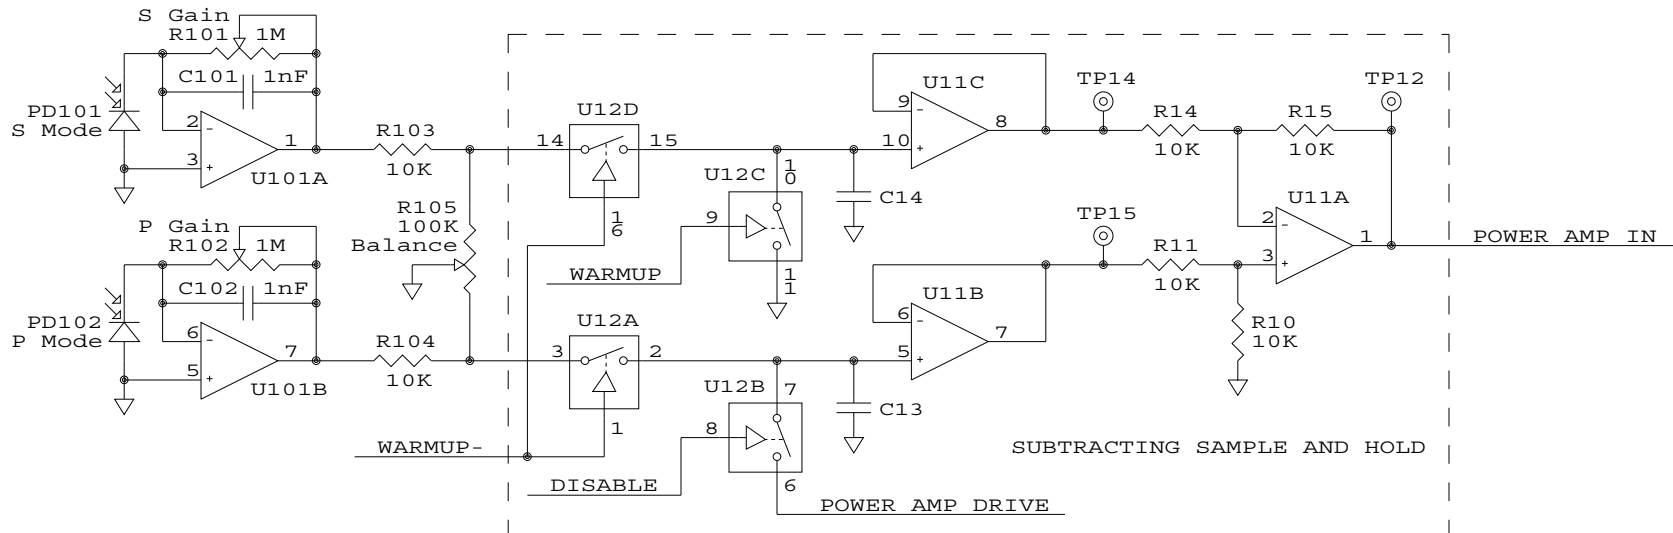 S Gain
R101 1M
C101 1nF
PD101
S Mode
2
-
3
+
1
U101A
R103
10K
P Gain
R102 1M
C102 1nF
PD102
P Mode
6
-
5
+
7
U101B
R104
10K
R105
100K
Balance
WARMUP-
U12D
14
15
16
U12C
10
9
11
WARMUP
U12A
3
2
1
U12B
7
8
6
DISABLE
POWER AMP DRIVE
C14
C13
U11C
9
-
10
+
8
U11B
6
-
5
+
7
TP14
R14
10K
R15
10K
TP12
TP15
R11
10K
R10
10K
U11A
2
-
3
+
1
POWER AMP IN
SUBTRACTING SAMPLE AND HOLD